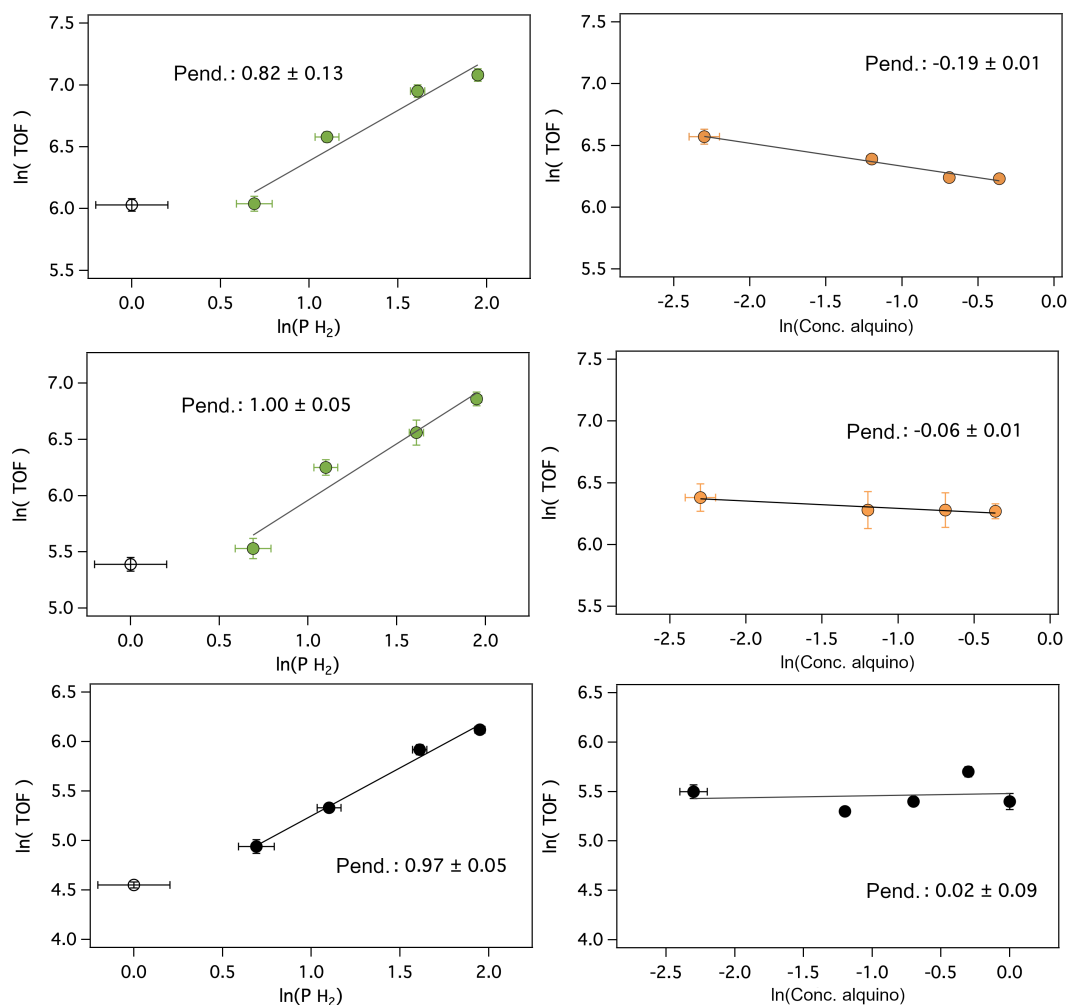 7.5
7.0
6.5
6.0
5.5
ln( TOF )
Pend.: 0.82 ± 0.13
0.0 0.5 1.0 1.5 2.0
ln(P H₂)
7.5
7.0
6.5
6.0
5.5
ln( TOF )
Pend.: -0.19 ± 0.01
-2.5 -2.0 -1.5 -1.0 -0.5 0.0
ln(Conc. alquino)
7.0
6.5
6.0
5.5
5.0
ln( TOF )
Pend.: 1.00 ± 0.05
0.0 0.5 1.0 1.5 2.0
ln(P H₂)
7.5
7.0
6.5
6.0
5.5
ln( TOF )
Pend.: -0.06 ± 0.01
-2.5 -2.0 -1.5 -1.0 -0.5 0.0
ln(Conc. alquino)
6.5
6.0
5.5
5.0
4.5
4.0
ln( TOF )
Pend.: 0.97 ± 0.05
0.0 0.5 1.0 1.5 2.0
ln(P H₂)
6.5
6.0
5.5
5.0
4.5
4.0
ln( TOF )
Pend.: 0.02 ± 0.09
-2.5 -2.0 -1.5 -1.0 -0.5 0.0
ln(Conc. alquino)